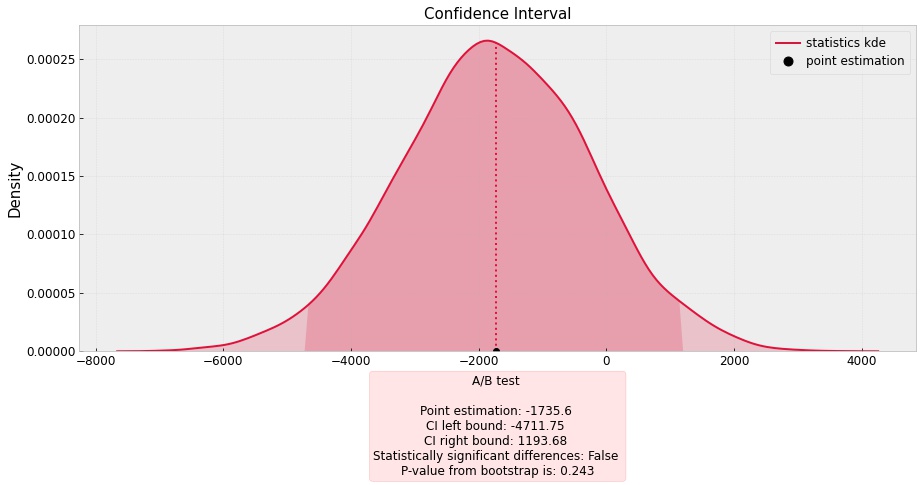 Confidence Interval
statistics kde
point estimation
Density
0.00025
0.00020
0.00015
0.00010
0.00005
0.00000
−8000 −6000 −4000 −2000 0 2000 4000
A/B test
Point estimation: -1735.6
CI left bound: -4711.75
CI right bound: 1193.68
Statistically significant differences: False
P-value from bootstrap is: 0.243